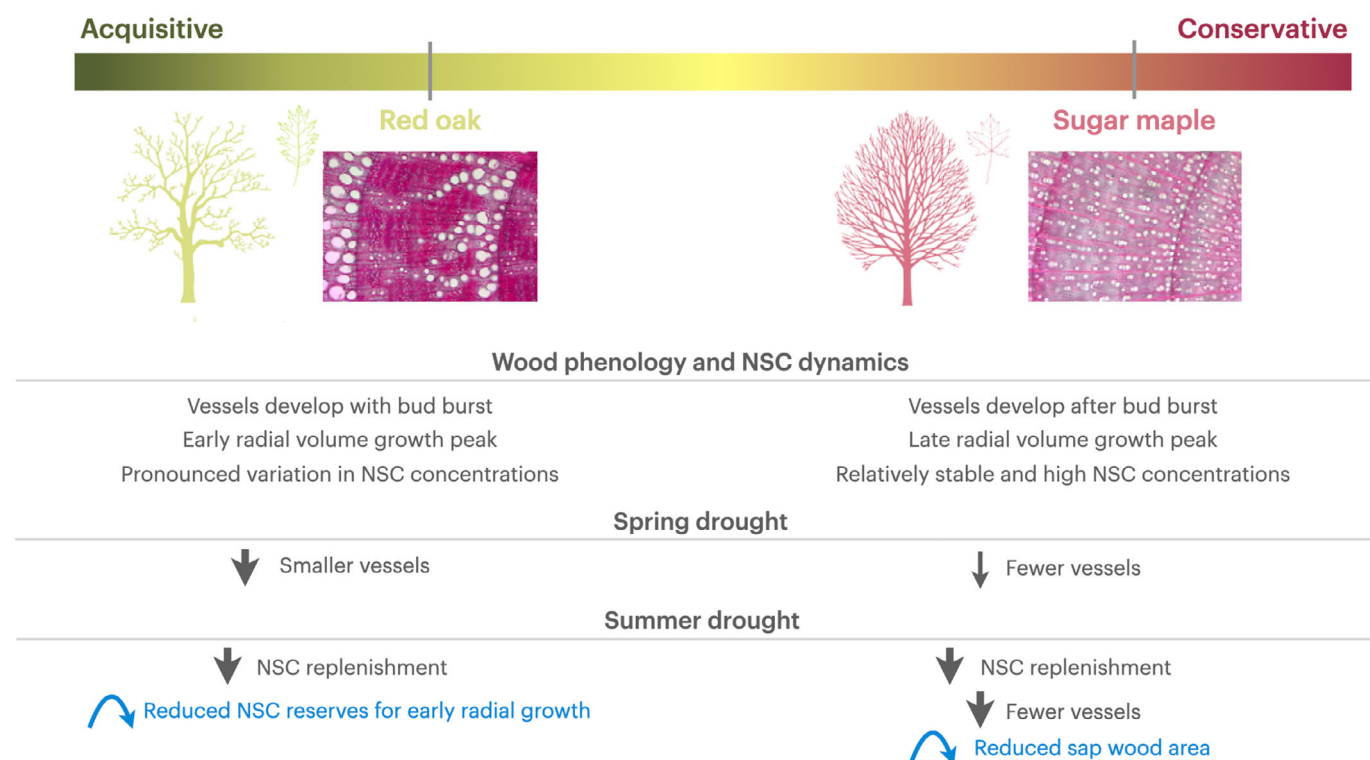 Acquisitive
Conservative
Red oak
Sugar maple
Wood phenology and NSC dynamics
Vessels develop with bud burst
Early radial volume growth peak
Pronounced variation in NSC concentrations
Vessels develop after bud burst
Late radial volume growth peak
Relatively stable and high NSC concentrations
Spring drought
Smaller vessels
Fewer vessels
Summer drought
NSC replenishment
Reduced NSC reserves for early radial growth
NSC replenishment
Fewer vessels
Reduced sap wood area